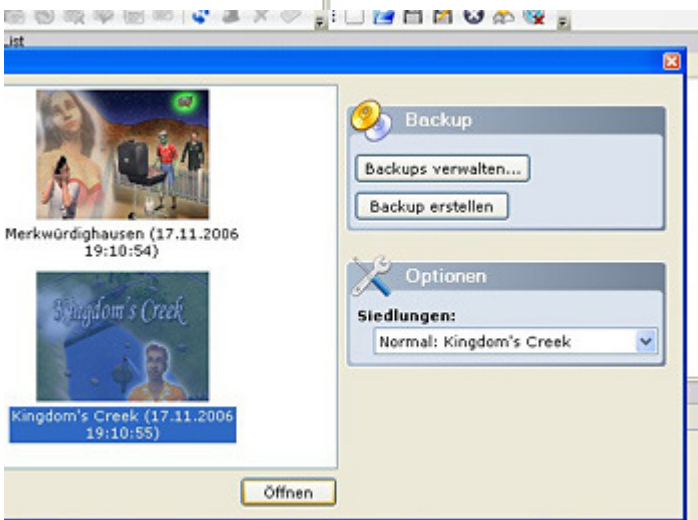 List
Merkwürdighausen (17.11.2006
19:10:54)
Kingdom's Creek
Kingdom's Creek (17.11.2006
19:10:55)
Öffnen
Backup
Backups verwalten...
Backup erstellen
Optionen
Siedlungen:
Normal: Kingdom's Creek